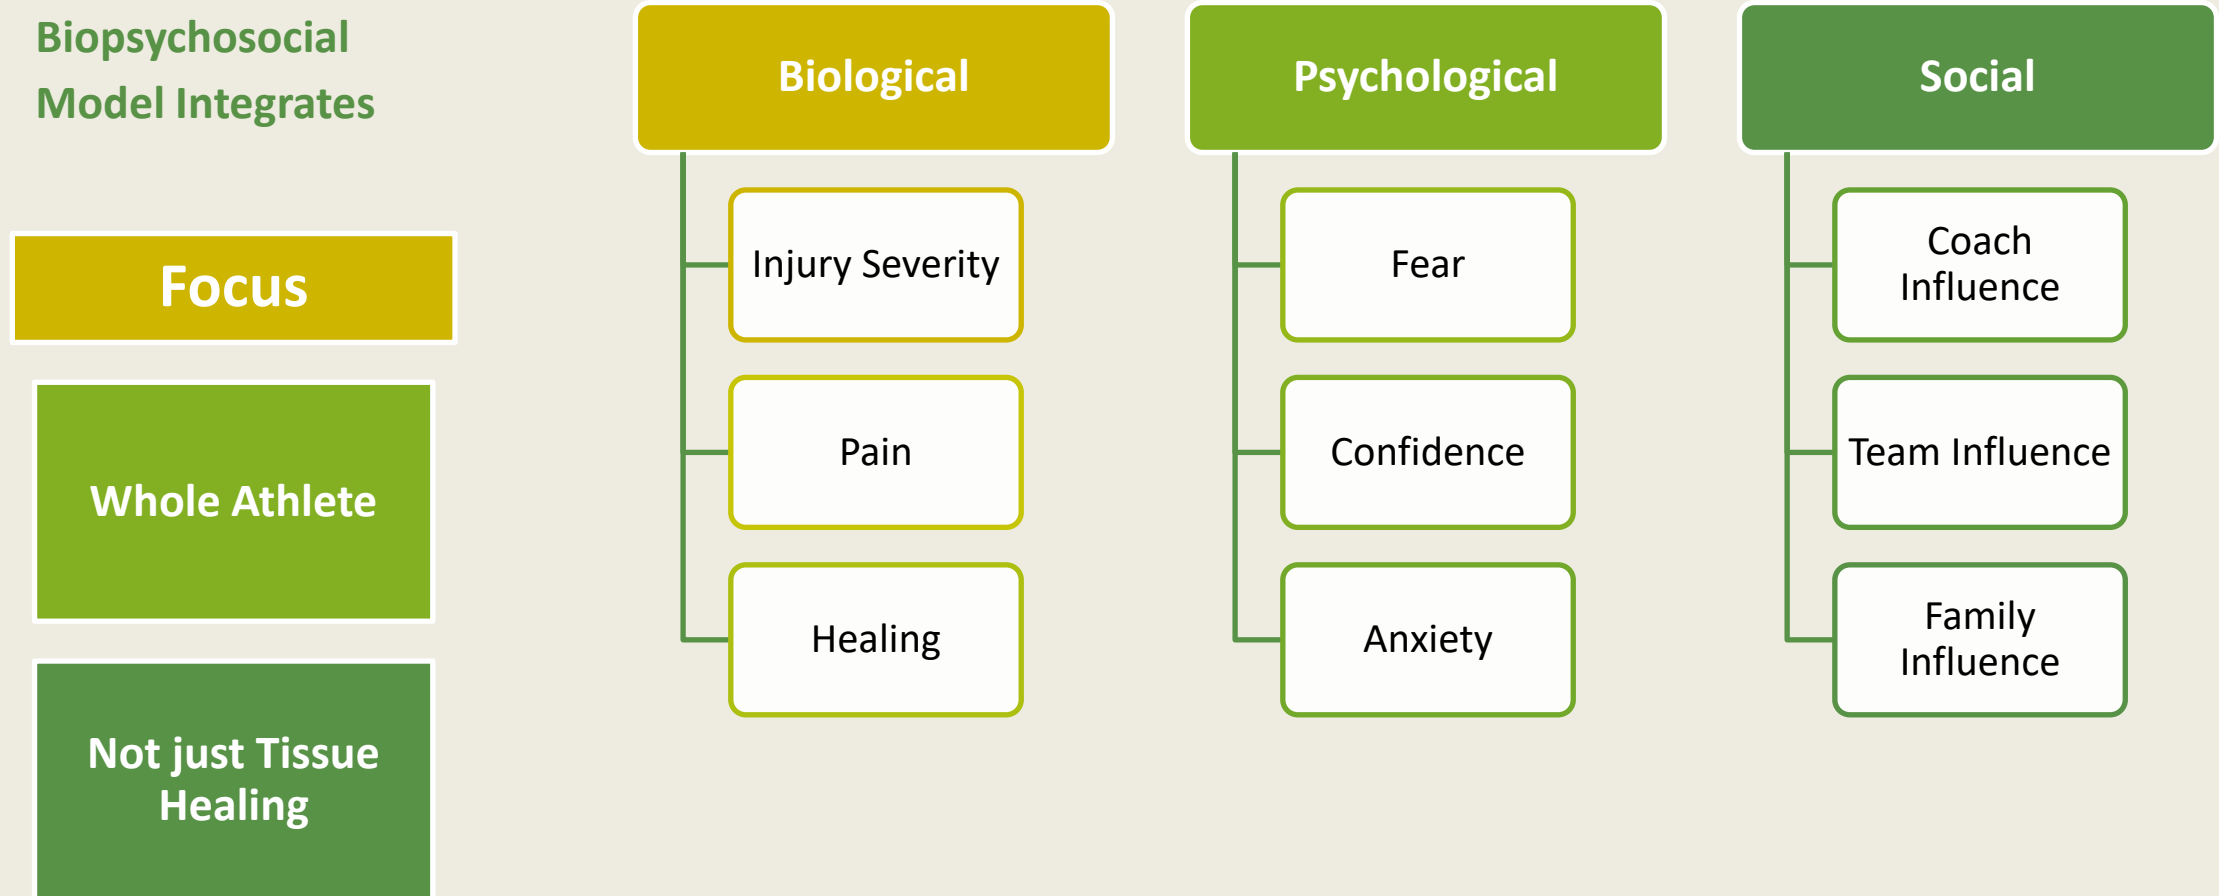 Biopsychosocial
Model Integrates
Focus
Whole Athlete
Not just Tissue
Healing
Biological
Injury Severity
Pain
Healing
Psychological
Fear
Confidence
Anxiety
Social
Coach
Influence
Team Influence
Family
Influence